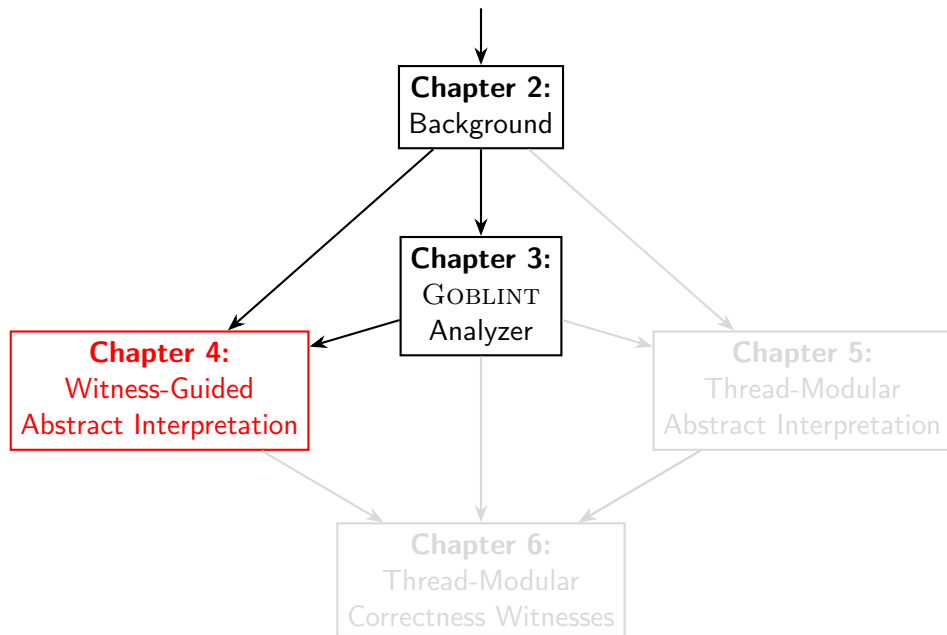 Chapter 2:
Background
Chapter 3:
GOBLINT
Analyzer
Chapter 4:
Witness-Guided
Abstract Interpretation
Chapter 5:
Thread-Modular
Abstract Interpretation
Chapter 6:
Thread-Modular
Correctness Witnesses